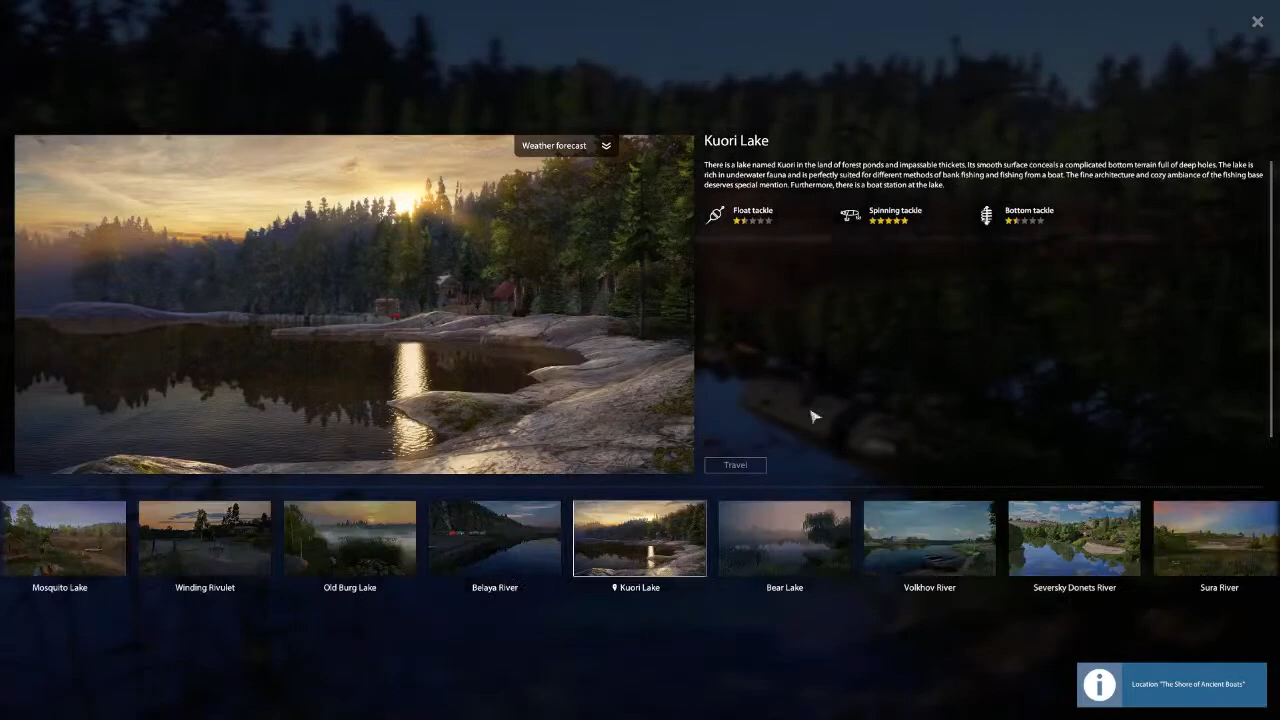 Weather forecast
Kuori Lake
There is a lake named Kuori in the land of forest ponds and impassable thickets. Its smooth surface conceals a complicated bottom terrain full of deep holes. The lake is
rich in underwater fauna and is perfectly suited for different methods of bank fishing and fishing from a boat. The fine architecture and cozy ambiance of the fishing base
deserves special mention. Furthermore, there is a boat station at the lake.
Float tackle
Spinning tackle
Bottom tackle
Travel
Mosquito Lake
Winding Rivulet
Old Burg Lake
Belaya River
Kuori Lake
Bear Lake
Volkhov River
Seversky Donets River
Sura River
Location "The Shore of Ancient Boats"